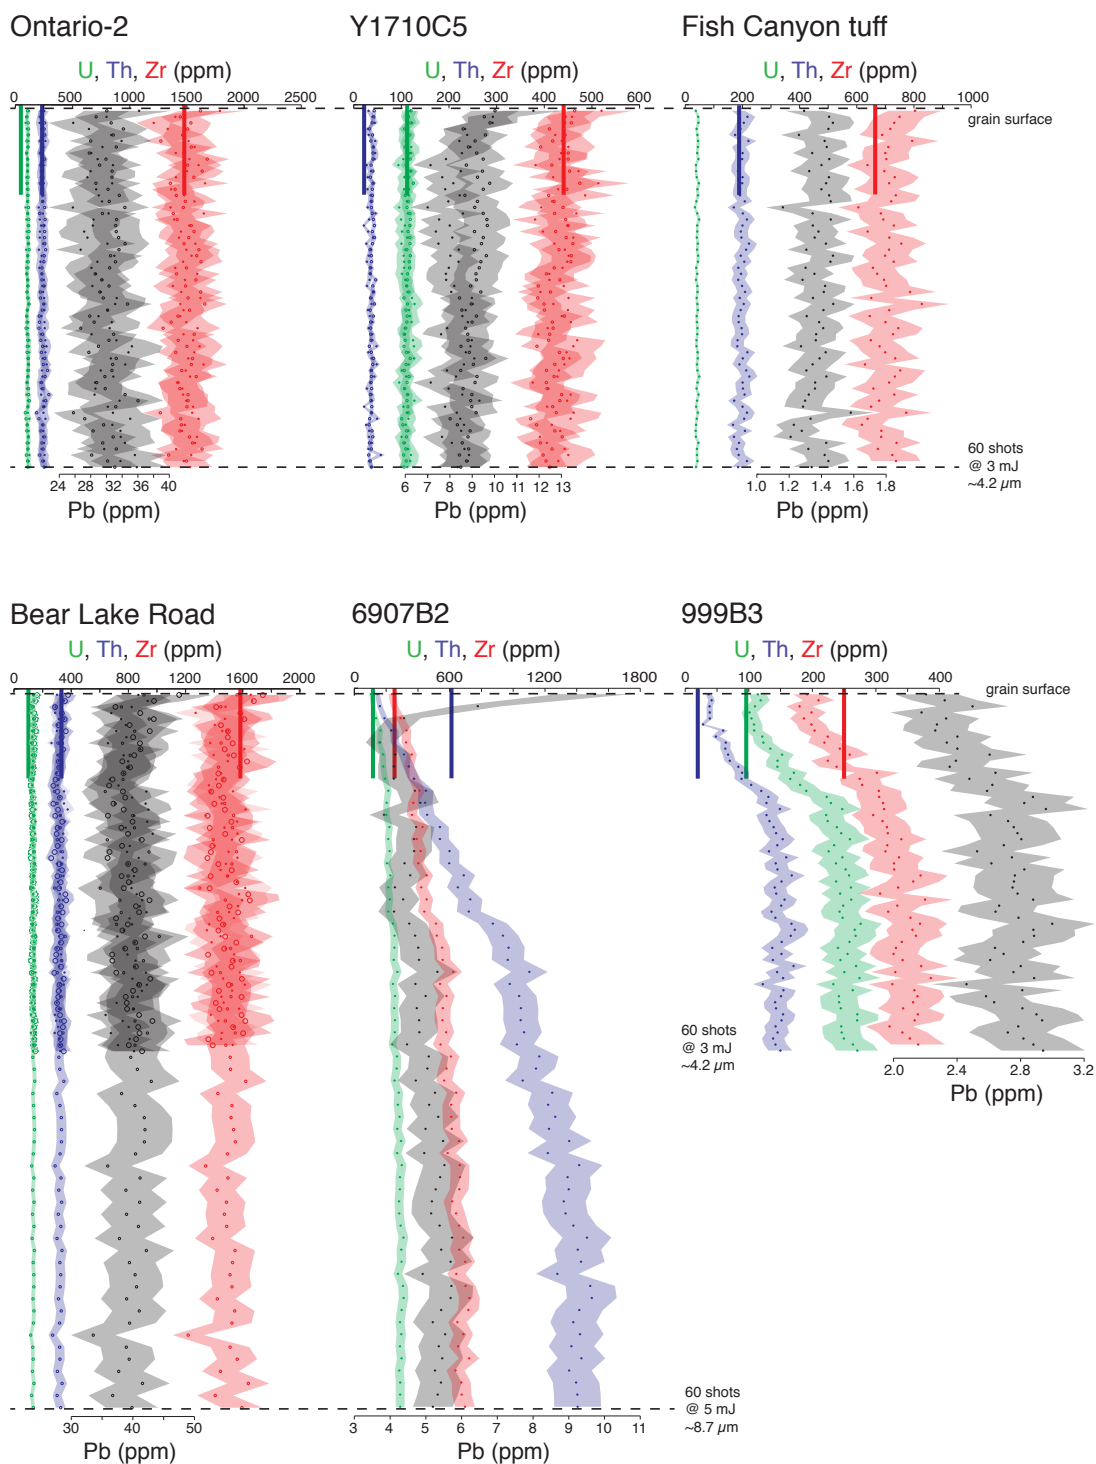 Ontario-2
Y1710C5
Fish Canyon tuff
U, Th, Zr (ppm)
U, Th, Zr (ppm)
U, Th, Zr (ppm)
0 500 1000 1500 2000 2500
0 100 200 300 400 500 600
0 200 400 600 800 1000
grain surface
60 shots
@ 3 mJ
~4.2 µm
24 28 32 36 40
6 7 8 9 10 11 12 13
1.0 1.2 1.4 1.6 1.8
Pb (ppm)
Pb (ppm)
Pb (ppm)
Bear Lake Road
6907B2
999B3
U, Th, Zr (ppm)
U, Th, Zr (ppm)
U, Th, Zr (ppm)
0 400 800 1200 1600 2000
0 600 1200 1800
0 100 200 300 400
grain surface
60 shots
@ 3 mJ
~4.2 µm
2.0 2.4 2.8 3.2
Pb (ppm)
60 shots
@ 5 mJ
~8.7 µm
30 40 50
3 4 5 6 7 8 9 10 11
Pb (ppm)
Pb (ppm)